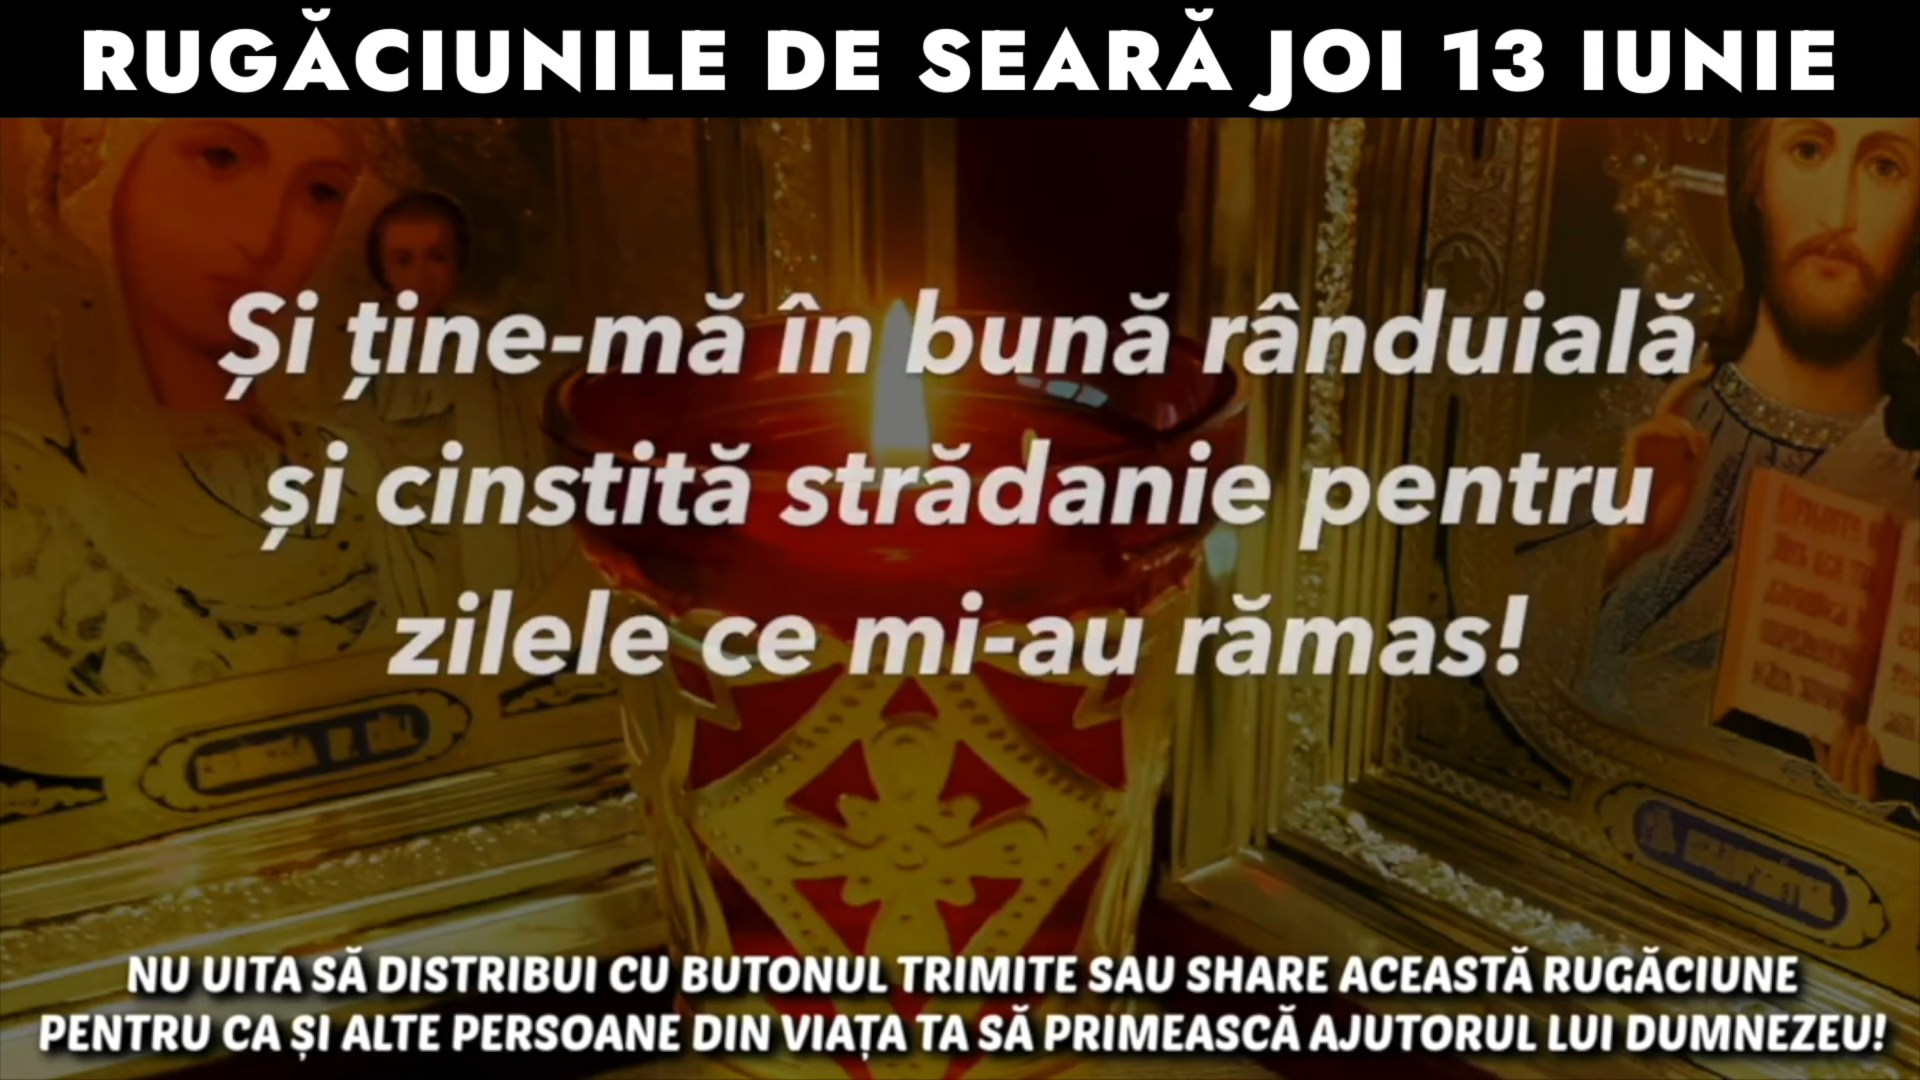 RUGĂCIUNILE DE SEARĂ JOI 13 IUNIE
Și ține-mă în bună rânduială
și cinstită strădanie pentru
zilele ce mi-au rămas!
NU UITA SĂ DISTRIBUI CU BUTONUL TRIMITE SAU SHARE ACEASTĂ RUGĂCIUNE
PENTRU CA ȘI ALTE PERSOANE DIN VIAȚA TA SĂ PRIMEASCĂ AJUTORUL LUI DUMNEZEU!